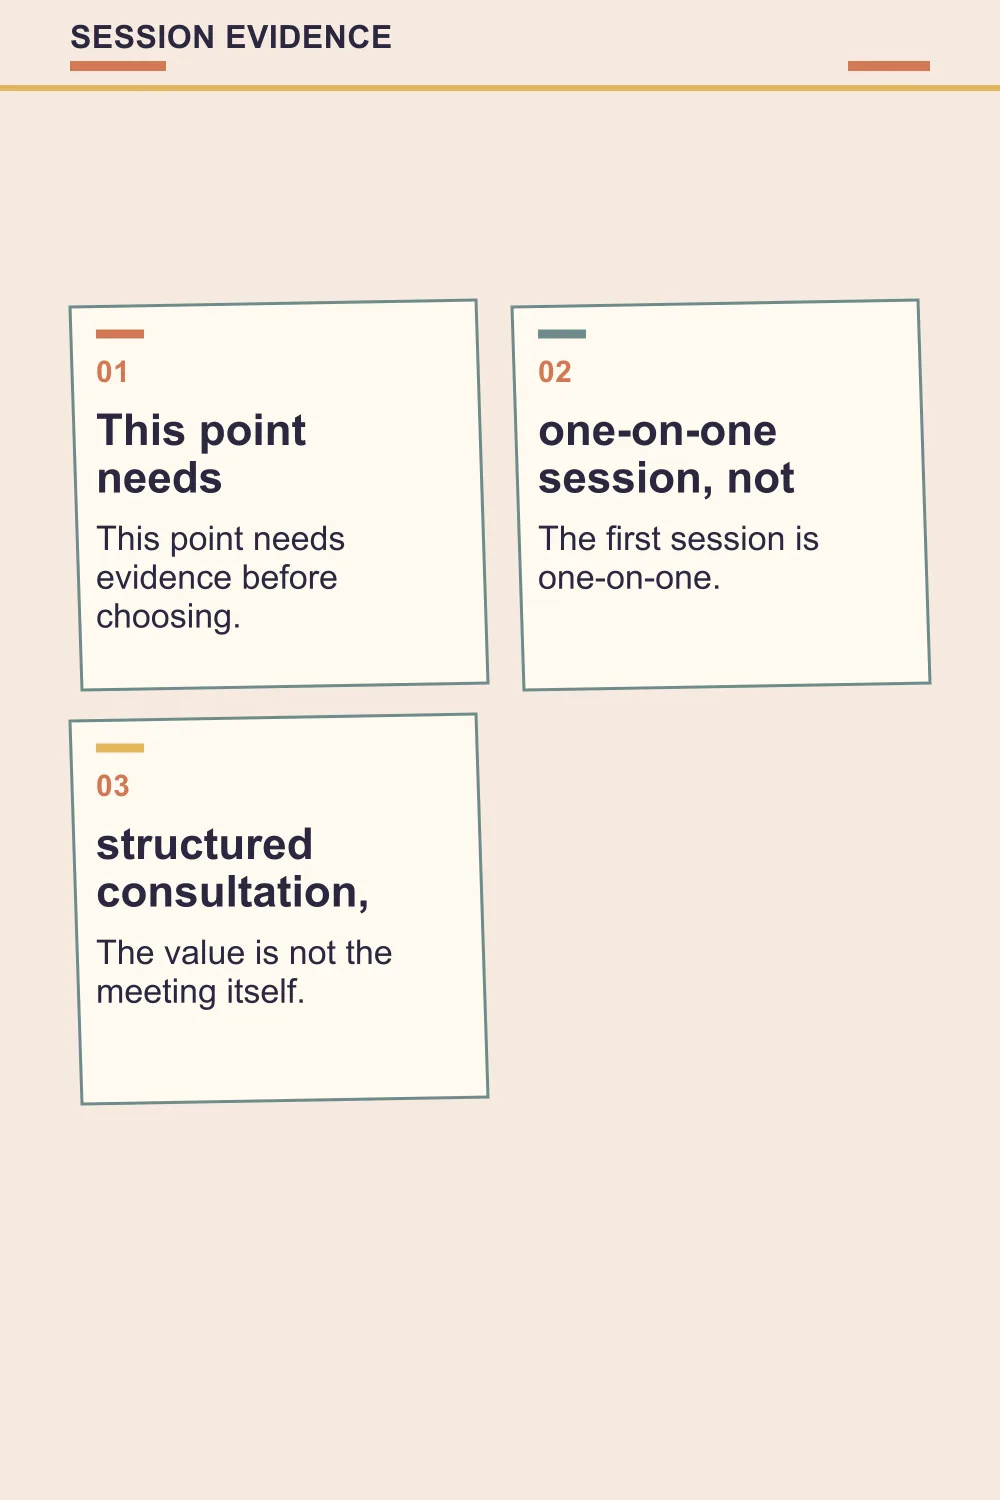 SESSION EVIDENCE
01
This point
needs
This point needs
evidence before
choosing.
02
one-on-one
session, not
The first session is
one-on-one.
03
structured
consultation,
The value is not the
meeting itself.